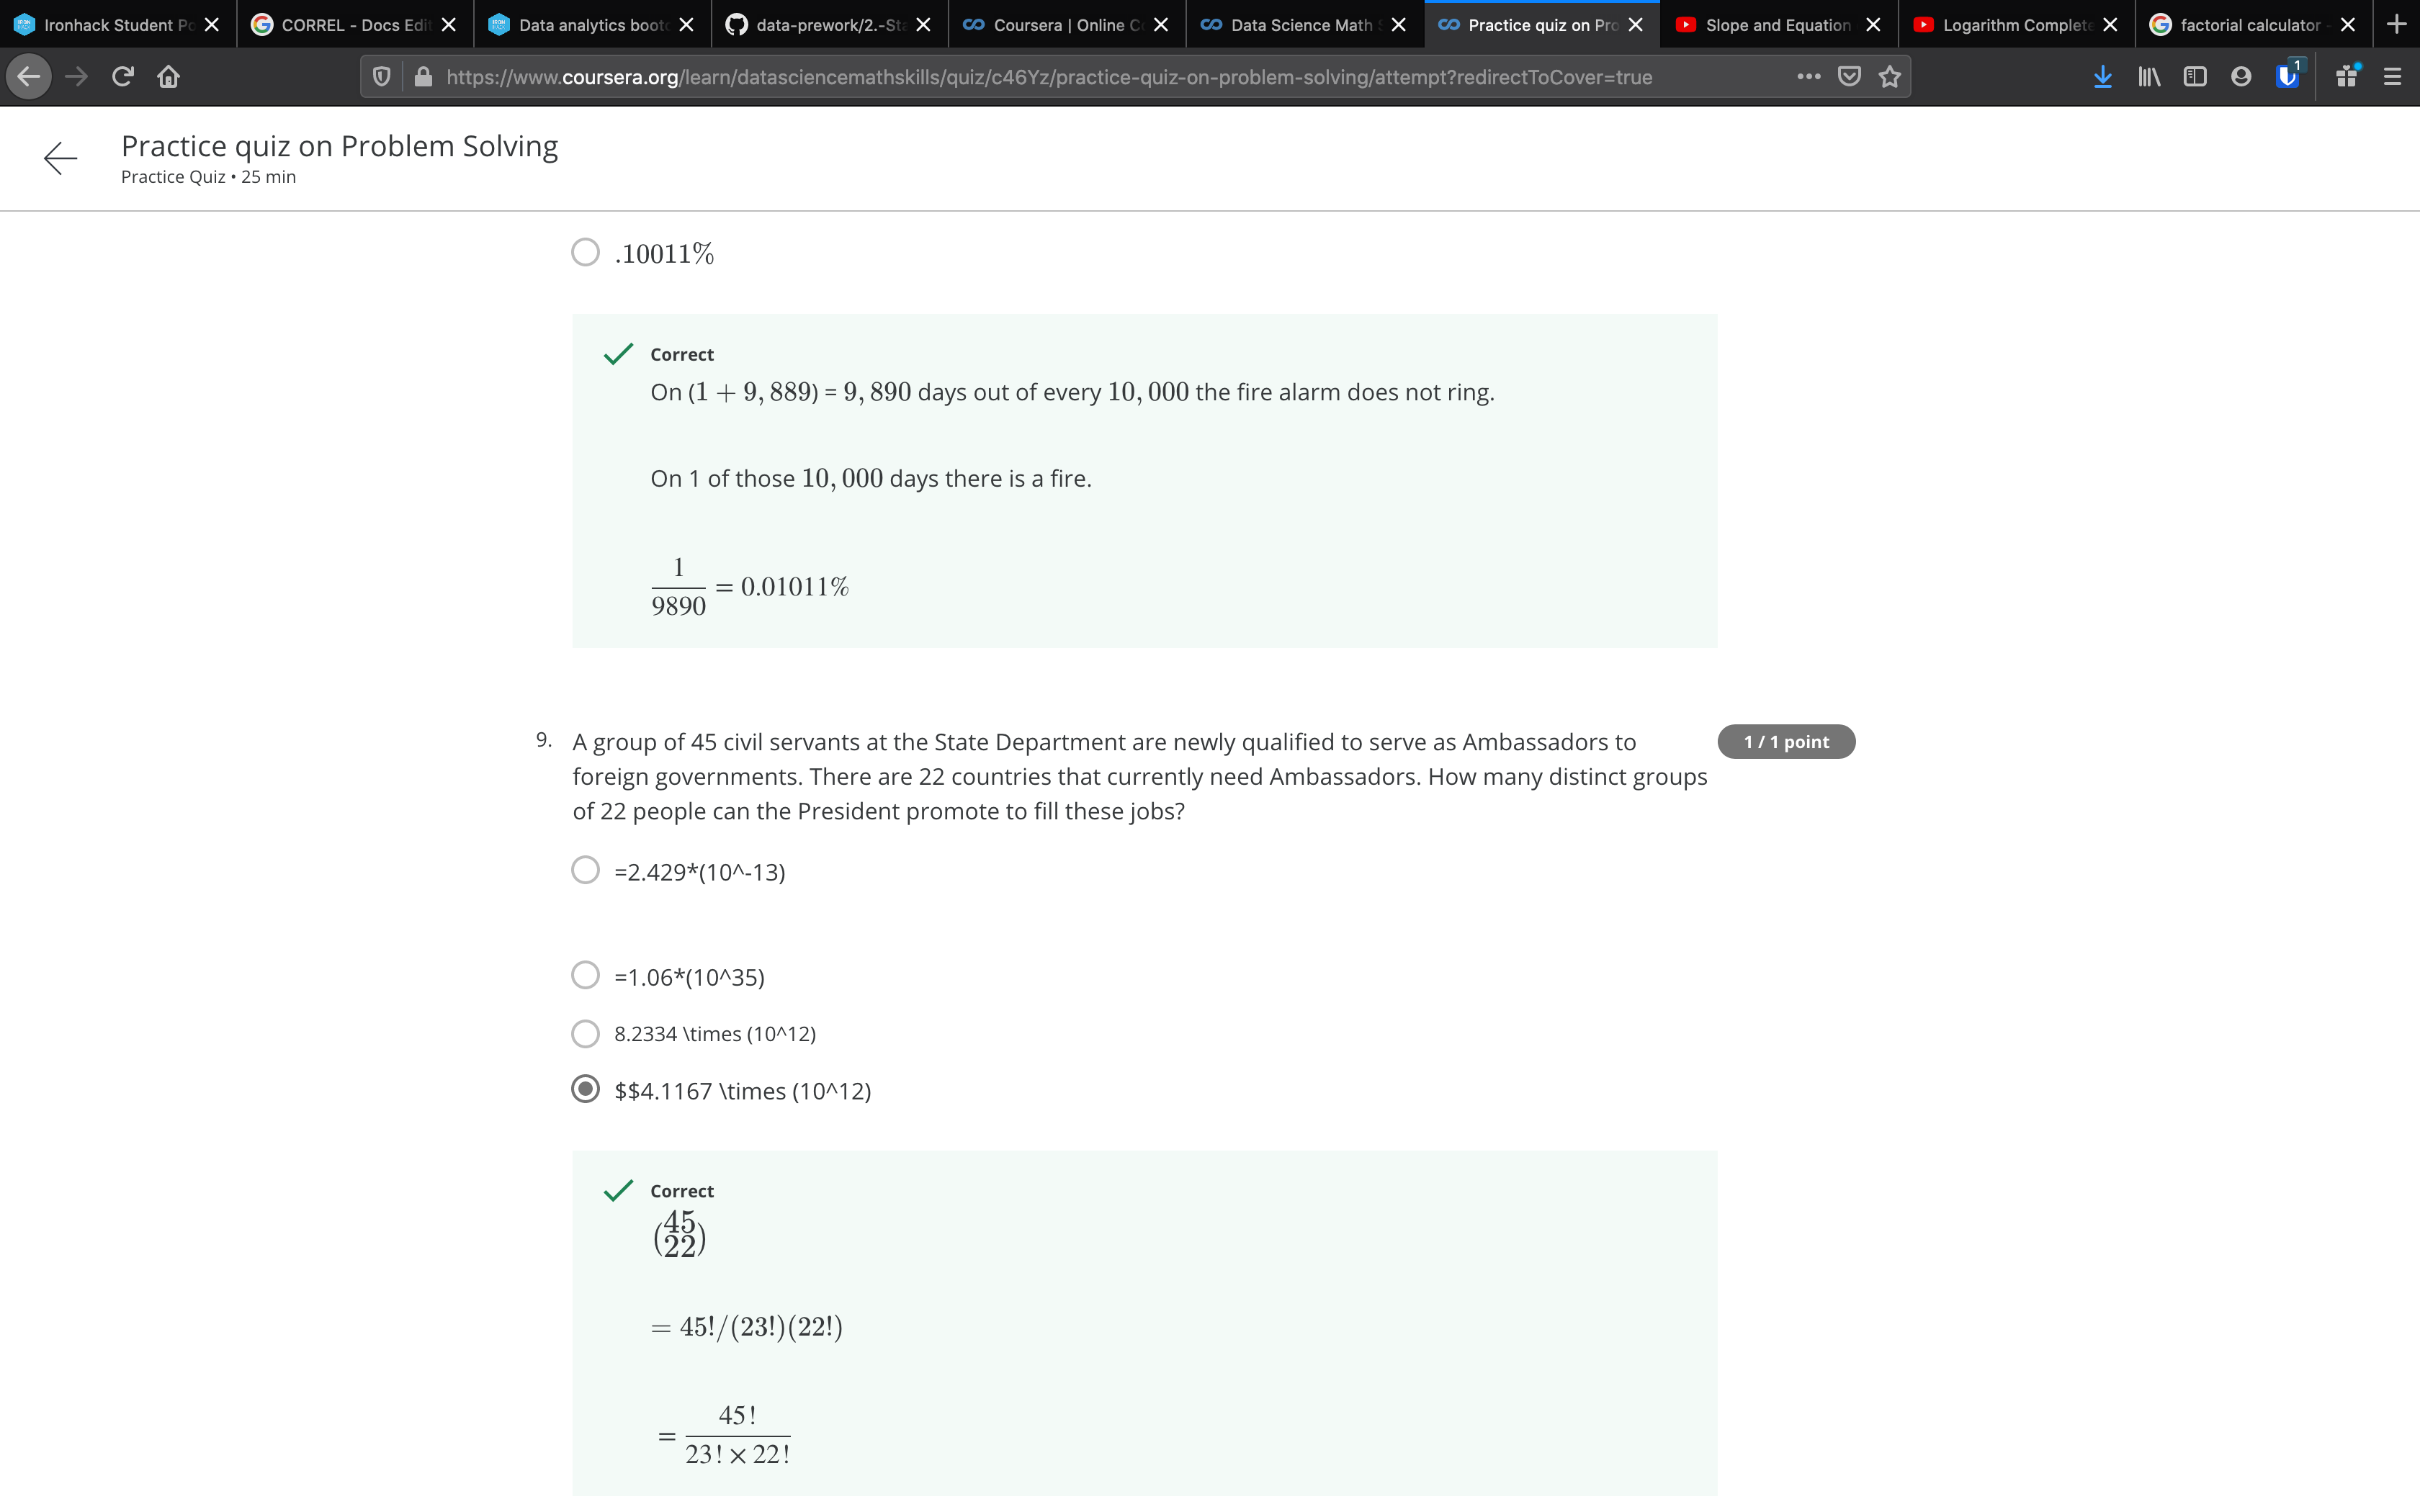 Ironhack Student Po
CORREL - Docs Edit
Data analytics bootc
data-prework/2.-Sta
Coursera | Online Co
Data Science Math S
Practice quiz on Pro
Slope and Equation
Logarithm Complete
factorial calculator -
https://www.coursera.org/learn/datasciencemathskills/quiz/c46Yz/practice-quiz-on-problem-solving/attempt?redirectToCover=true
1
Practice quiz on Problem Solving
Practice Quiz • 25 min
.10011%
Correct
On (1 + 9, 889) = 9, 890 days out of every 10, 000 the fire alarm does not ring.
On 1 of those 10, 000 days there is a fire.
1
9890
= 0.01011%
9. A group of 45 civil servants at the State Department are newly qualified to serve as Ambassadors to
foreign governments. There are 22 countries that currently need Ambassadors. How many distinct groups
of 22 people can the President promote to fill these jobs?
1 / 1 point
=2.429*(10^-13)
=1.06*(10^35)
8.2334 \times (10^12)
$$4.1167 \times (10^12)
Correct
(45
22)
= 45!/(23!)(22!)
45!
=
23! × 22!